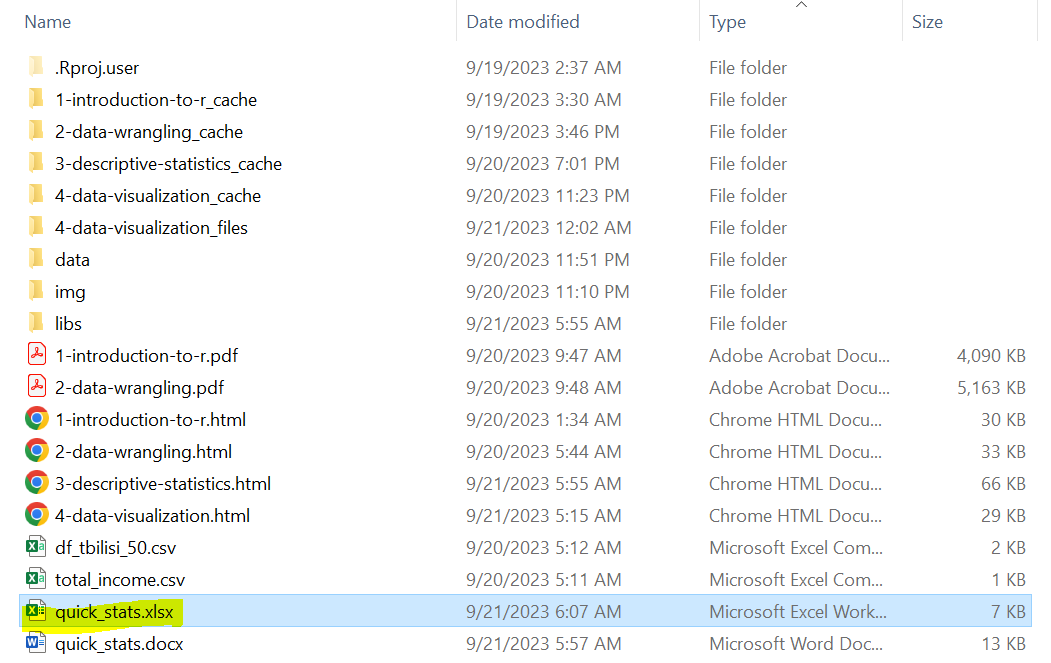 Name Date modified Type Size
.Rproj.user 9/19/2023 2:37 AM File folder
1-introduction-to-r_cache 9/19/2023 3:30 AM File folder
2-data-wrangling_cache 9/19/2023 3:46 PM File folder
3-descriptive-statistics_cache 9/20/2023 7:01 PM File folder
4-data-visualization_cache 9/20/2023 11:23 PM File folder
4-data-visualization_files 9/21/2023 12:02 AM File folder
data 9/20/2023 11:51 PM File folder
img 9/20/2023 11:10 PM File folder
libs 9/21/2023 5:55 AM File folder
1-introduction-to-r.pdf 9/20/2023 9:47 AM Adobe Acrobat Docu... 4,090 KB
2-data-wrangling.pdf 9/20/2023 9:48 AM Adobe Acrobat Docu... 5,163 KB
1-introduction-to-r.html 9/20/2023 1:34 AM Chrome HTML Docu... 30 KB
2-data-wrangling.html 9/20/2023 5:44 AM Chrome HTML Docu... 33 KB
3-descriptive-statistics.html 9/21/2023 5:55 AM Chrome HTML Docu... 66 KB
4-data-visualization.html 9/21/2023 5:15 AM Chrome HTML Docu... 29 KB
df_tbilisi_50.csv 9/20/2023 5:12 AM Microsoft Excel Com... 2 KB
total_income.csv 9/20/2023 5:11 AM Microsoft Excel Com... 1 KB
quick_stats.xlsx 9/21/2023 6:07 AM Microsoft Excel Work... 7 KB
quick_stats.docx 9/21/2023 5:57 AM Microsoft Word Doc... 13 KB